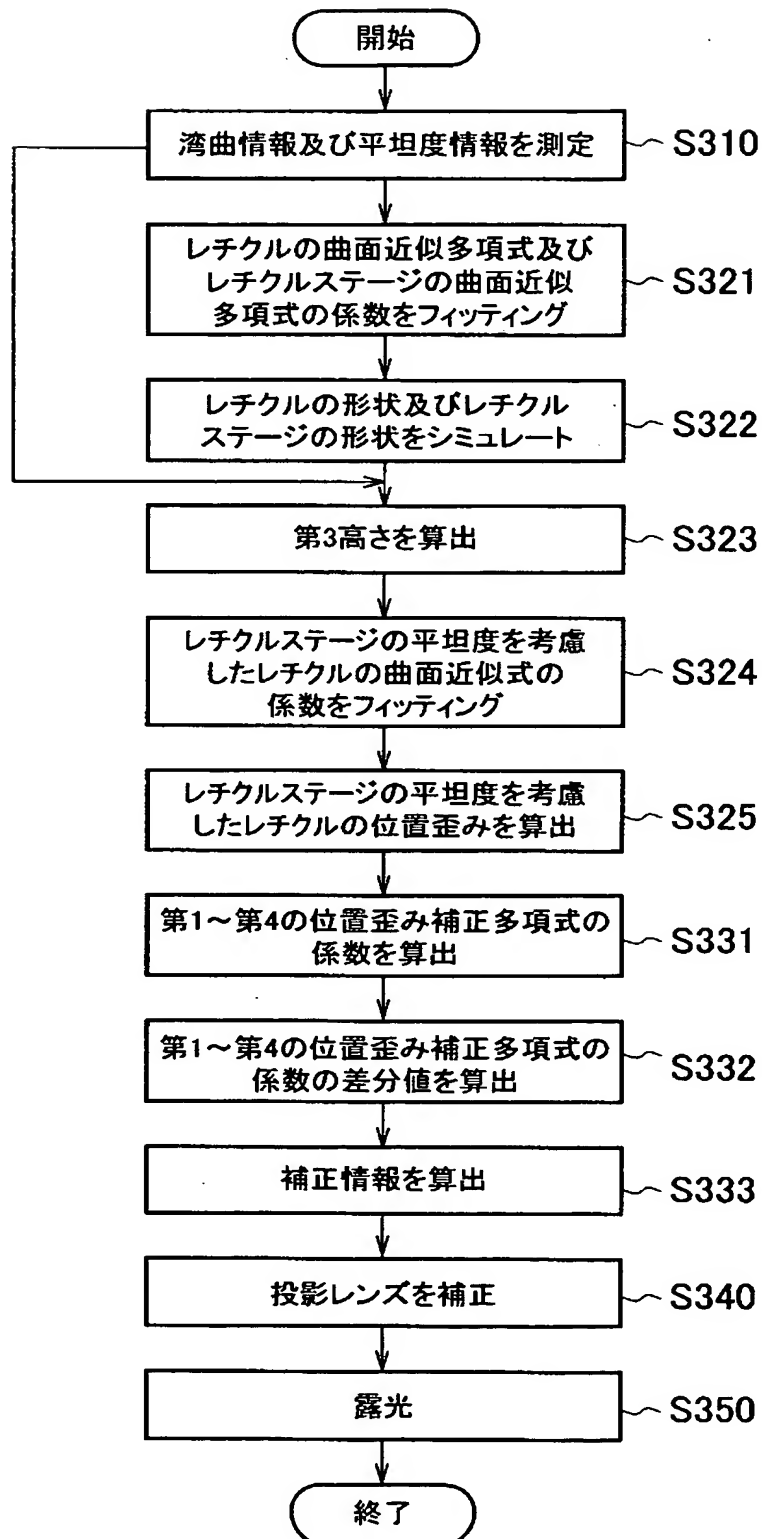 開始
湾曲情報及び平坦度情報を測定
S310
レチクルの曲面近似多項式及び
レチクルステージの曲面近似
多項式の係数をフィッティング
S321
レチクルの形状及びレチクル
ステージの形状をシミュレート
S322
第3高さを算出
S323
レチクルステージの平坦度を考慮
したレチクルの曲面近似式の
係数をフィッティング
S324
レチクルステージの平坦度を考慮
したレチクルの位置歪みを算出
S325
第1～第4の位置歪み補正多項式の
係数を算出
S331
第1～第4の位置歪み補正多項式の
係数の差分値を算出
S332
補正情報を算出
S333
投影レンズを補正
S340
露光
S350
終了